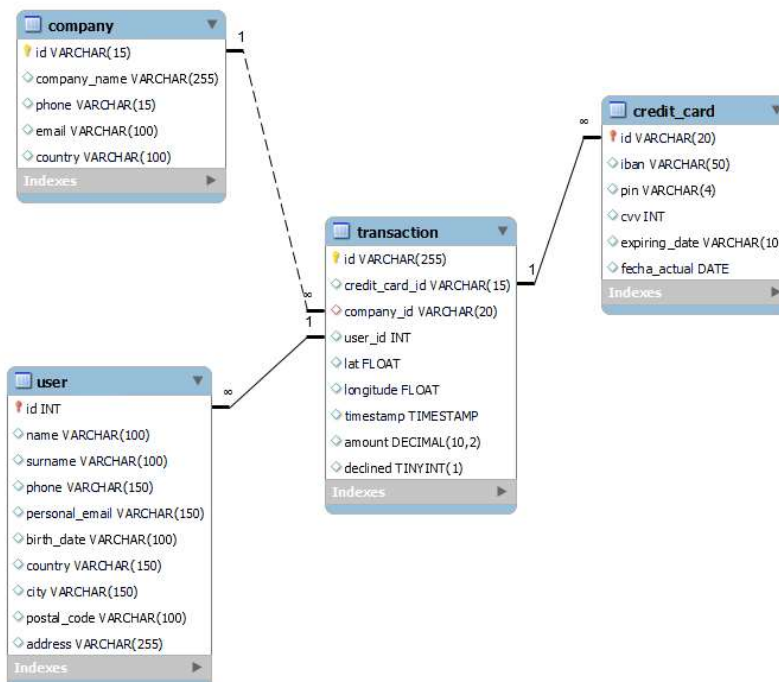 company
id VARCHAR(15)
company_name VARCHAR(255)
phone VARCHAR(15)
email VARCHAR(100)
country VARCHAR(100)
Indexes
1
∞
credit_card
id VARCHAR(20)
iban VARCHAR(50)
pin VARCHAR(4)
cvv INT
expiring_date VARCHAR(10
fecha_actual DATE
Indexes
∞
1
transaction
id VARCHAR(255)
credit_card_id VARCHAR(15)
company_id VARCHAR(20)
user_id INT
lat FLOAT
longitude FLOAT
timestamp TIMESTAMP
amount DECIMAL(10,2)
declined TINYINT(1)
Indexes
1
∞
user
id INT
name VARCHAR(100)
surname VARCHAR(100)
phone VARCHAR(150)
personal_email VARCHAR(150)
birth_date VARCHAR(100)
country VARCHAR(150)
city VARCHAR(150)
postal_code VARCHAR(100)
address VARCHAR(255)
Indexes